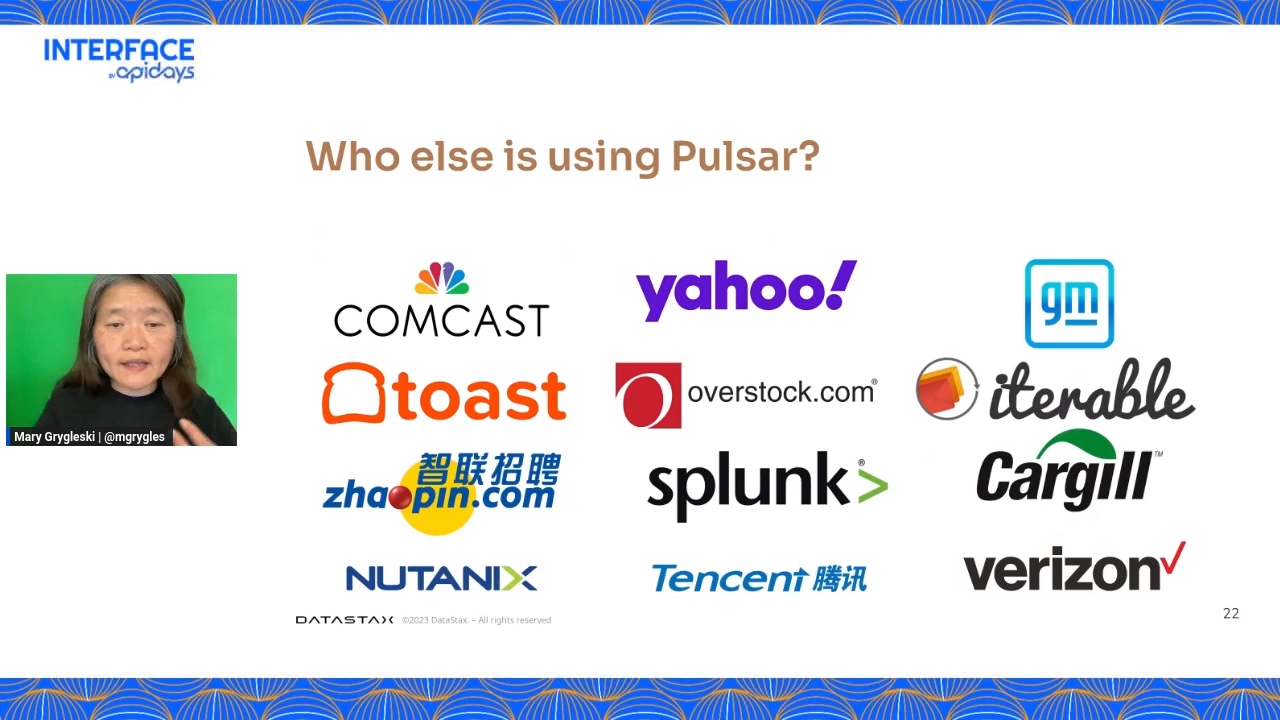 INTERFACE
BY apidays
Who else is using Pulsar?
COMCAST
yahoo!
gm
toast
overstock.com®
iterable
智联招聘
zhaopin.com
splunk>®
Cargill™
NUTANIX
Tencent 腾讯
verizon✓
Mary Grygleski | @mgrygles
DATASTAX ©2023 DataStax. – All rights reserved
22